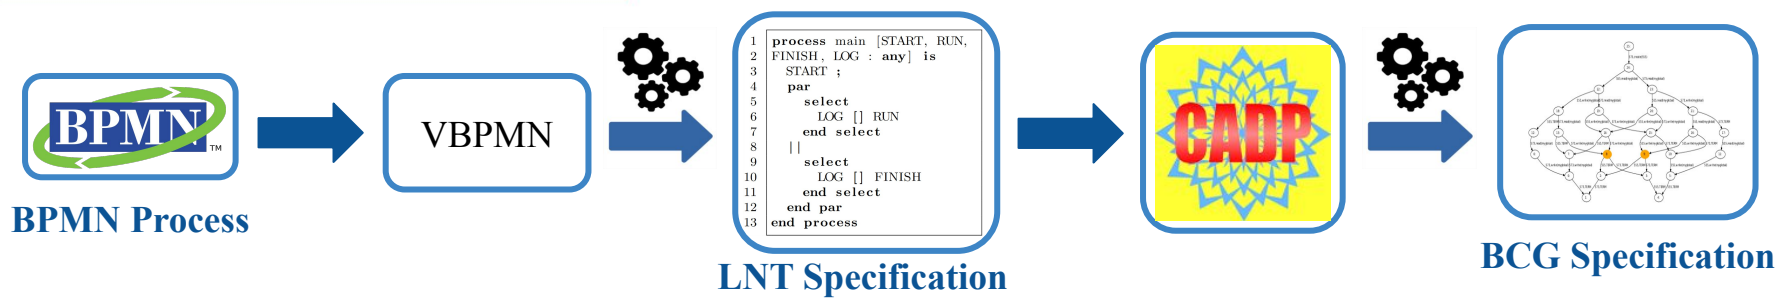 BPMN
TM
BPMN Process
VBPMN
1 process main [START, RUN,
2 FINISH, LOG : any] is
3 START ;
4 par
5 select
6 LOG [] RUN
7 end select
8 ||
9 select
10 LOG [] FINISH
11 end select
12 end par
13 end process
LNT Specification
CADP
BCG Specification